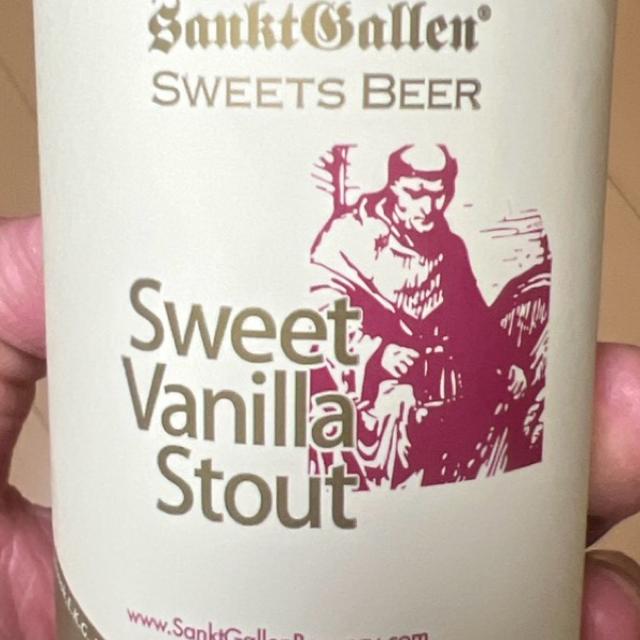 SanktGallen®
SWEETS BEER
Sweet
Vanilla
Stout